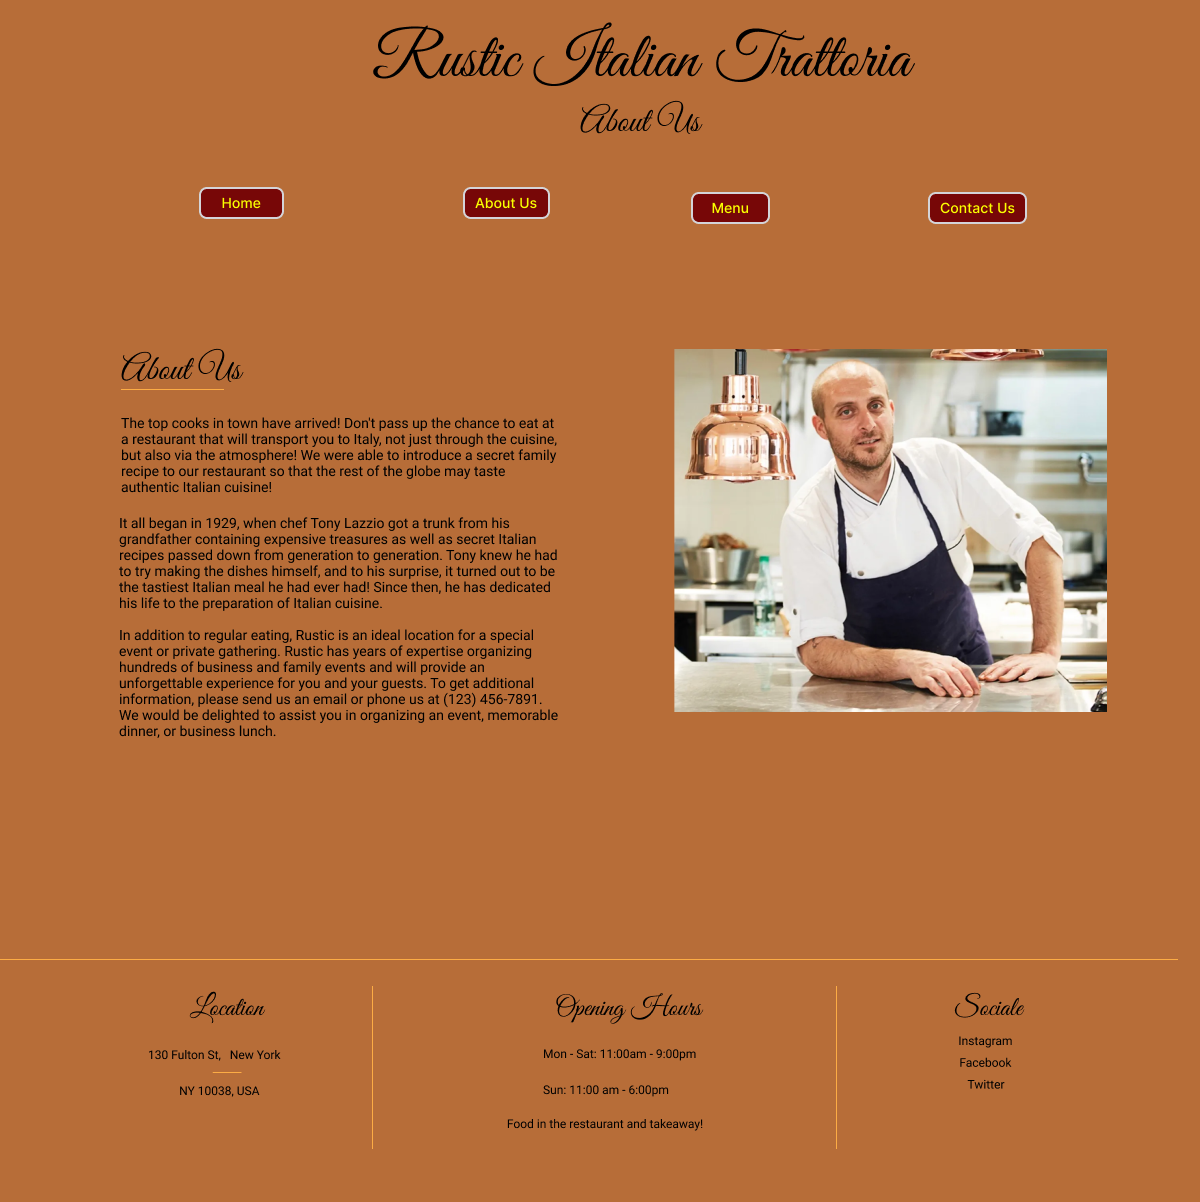 Rustic Italian Trattoria
About Us
Home
About Us
Menu
Contact Us
About Us
The top cooks in town have arrived! Don't pass up the chance to eat at
a restaurant that will transport you to Italy, not just through the cuisine,
but also via the atmosphere! We were able to introduce a secret family
recipe to our restaurant so that the rest of the globe may taste
authentic Italian cuisine!
It all began in 1929, when chef Tony Lazzio got a trunk from his
grandfather containing expensive treasures as well as secret Italian
recipes passed down from generation to generation. Tony knew he had
to try making the dishes himself, and to his surprise, it turned out to be
the tastiest Italian meal he had ever had! Since then, he has dedicated
his life to the preparation of Italian cuisine.
In addition to regular eating, Rustic is an ideal location for a special
event or private gathering. Rustic has years of expertise organizing
hundreds of business and family events and will provide an
unforgettable experience for you and your guests. To get additional
information, please send us an email or phone us at (123) 456-7891.
We would be delighted to assist you in organizing an event, memorable
dinner, or business lunch.
Location
130 Fulton St, New York
NY 10038, USA
Opening Hours
Mon - Sat: 11:00am - 9:00pm
Sun: 11:00 am - 6:00pm
Food in the restaurant and takeaway!
Sociale
Instagram
Facebook
Twitter